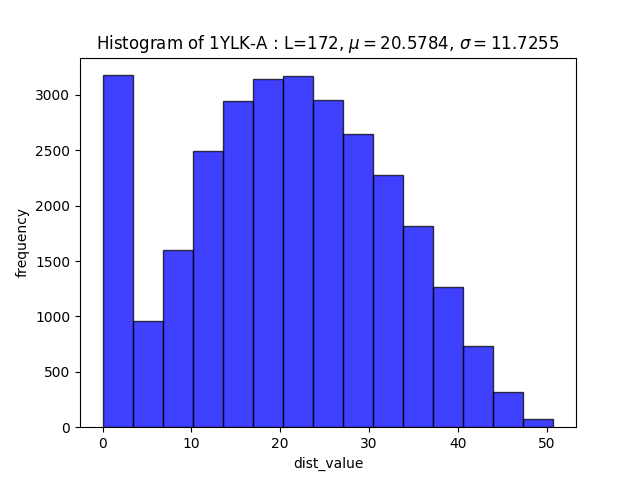 Histogram of 1YLK-A : L=172, μ = 20.5784, σ = 11.7255
3000
2500
2000
1500
1000
500
0
frequency
0 10 20 30 40 50
dist_value